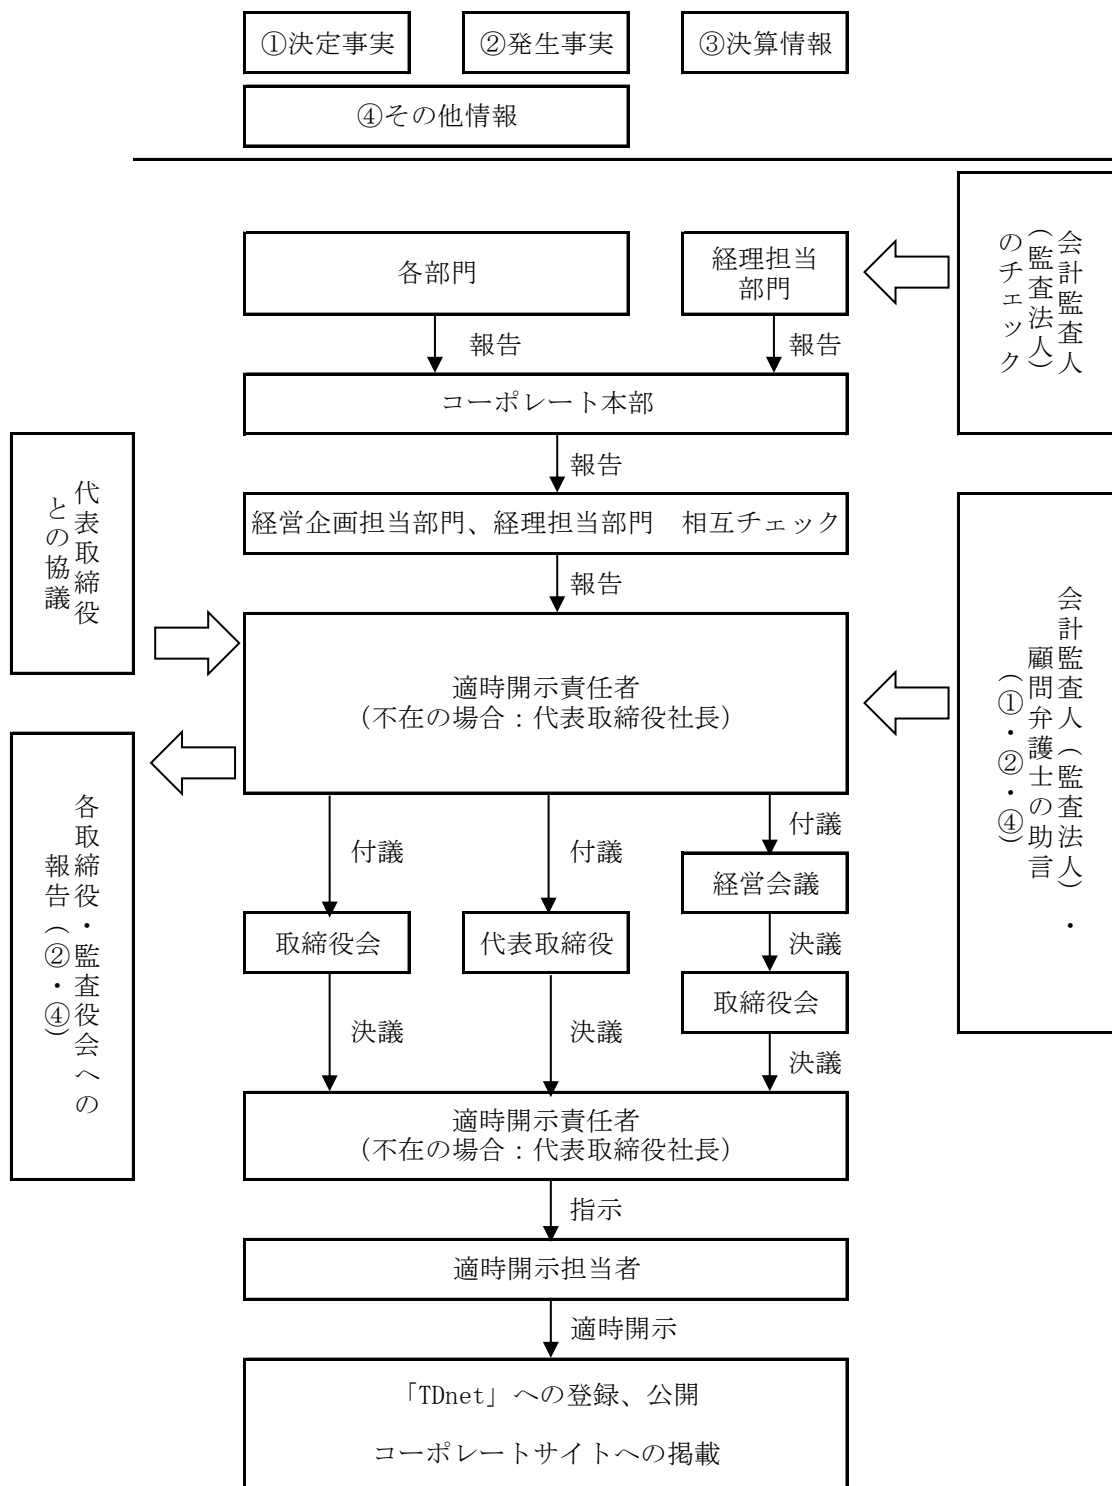 ①決定事実
②発生事実
③決算情報
④その他情報
会計監査人
（監査法人）
のチェック
各部門
経理担当
部門
報告
報告
コーポレート本部
報告
代表取締役
との協議
経営企画担当部門、経理担当部門　相互チェック
報告
適時開示責任者
（不在の場合：代表取締役社長）
会計監査人（監査法人）・
顧問弁護士の助言
（①・②・④）
各取締役・監査役会への
報告（②・④）
付議
付議
付議
経営会議
取締役会
代表取締役
決議
取締役会
決議
決議
決議
適時開示責任者
（不在の場合：代表取締役社長）
指示
適時開示担当者
適時開示
「TDnet」への登録、公開
コーポレートサイトへの掲載